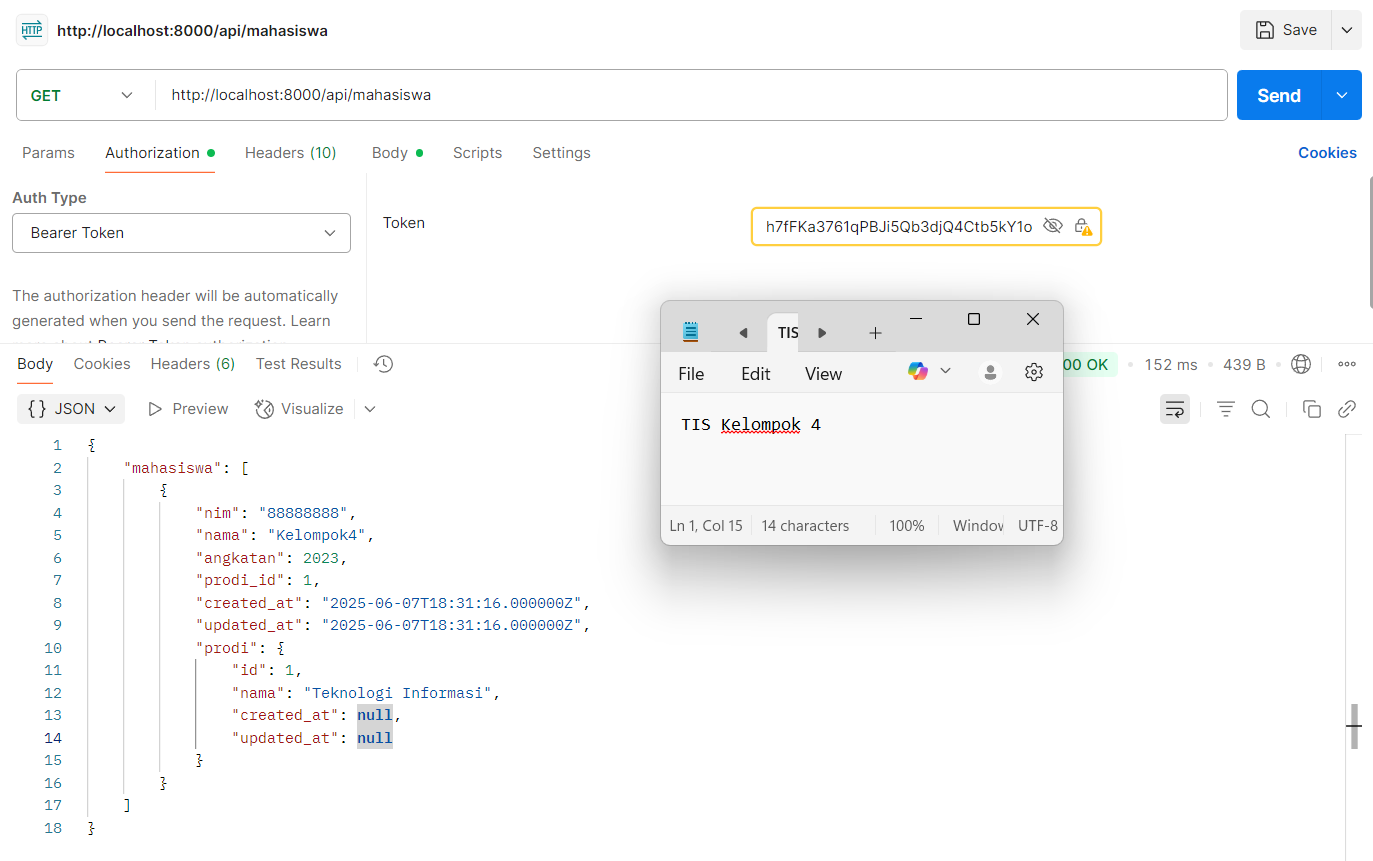 HTTP http://localhost:8000/api/mahasiswa Save
GET http://localhost:8000/api/mahasiswa Send
Params Authorization Headers (10) Body Scripts Settings Cookies
Auth Type
Bearer Token
Token h7fFKa3761qPBJi5Qb3djQ4Ctb5kY1o
The authorization header will be automatically
generated when you send the request. Learn
TIS
File Edit View
TIS Kelompok 4
Ln 1, Col 15 14 characters 100% Window UTF-8
Body Cookies Headers (6) Test Results 00 OK 152 ms 439 B
{} JSON Preview Visualize
1 {
2 "mahasiswa": [
3 {
4 "nim": "88888888",
5 "nama": "Kelompok4",
6 "angkatan": 2023,
7 "prodi_id": 1,
8 "created_at": "2025-06-07T18:31:16.000000Z",
9 "updated_at": "2025-06-07T18:31:16.000000Z",
10 "prodi": {
11 "id": 1,
12 "nama": "Teknologi Informasi",
13 "created_at": null,
14 "updated_at": null
15 }
16 }
17 ]
18 }